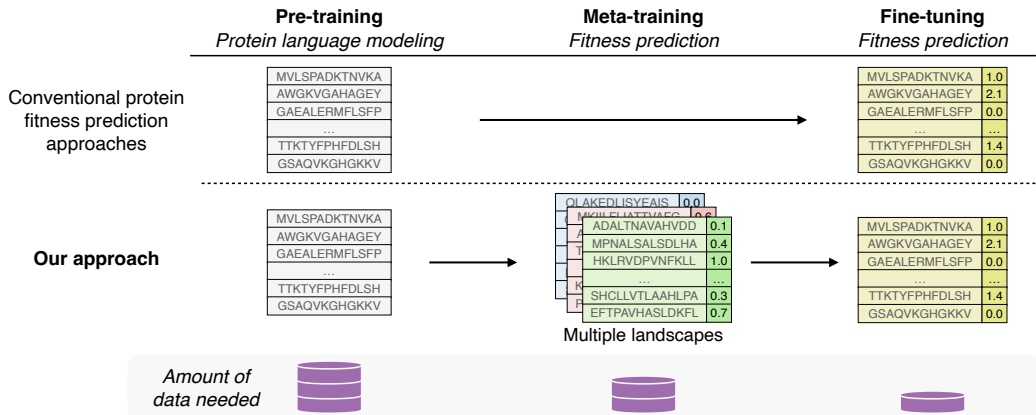 Pre-training
Protein language modeling
Meta-training
Fitness prediction
Fine-tuning
Fitness prediction
Conventional protein
fitness prediction
approaches
MVLSPADKTNVKA
AWGKVGAHAGEY
GAEALERMFLSFP
...
TTKTYFPHFDLSH
GSAQVKGHGKKV
MVLSPADKTNVKA 1.0
AWGKVGAHAGEY 2.1
GAEALERMFLSFP 0.0
... ...
TTKTYFPHFDLSH 1.4
GSAQVKGHGKKV 0.0
Our approach
MVLSPADKTNVKA
AWGKVGAHAGEY
GAEALERMFLSFP
...
TTKTYFPHFDLSH
GSAQVKGHGKKV
QLAKEDLISYEAIS 0.0
ADALTNAVAHVDD 0.1
MPNALSALSDLHA 0.4
HKLRVDPVNFKLL 1.0
... ...
SHCLLVTLAAHLPA 0.3
EFTPAVHASLDKFL 0.7
Multiple landscapes
MVLSPADKTNVKA 1.0
AWGKVGAHAGEY 2.1
GAEALERMFLSFP 0.0
... ...
TTKTYFPHFDLSH 1.4
GSAQVKGHGKKV 0.0
Amount of
data needed